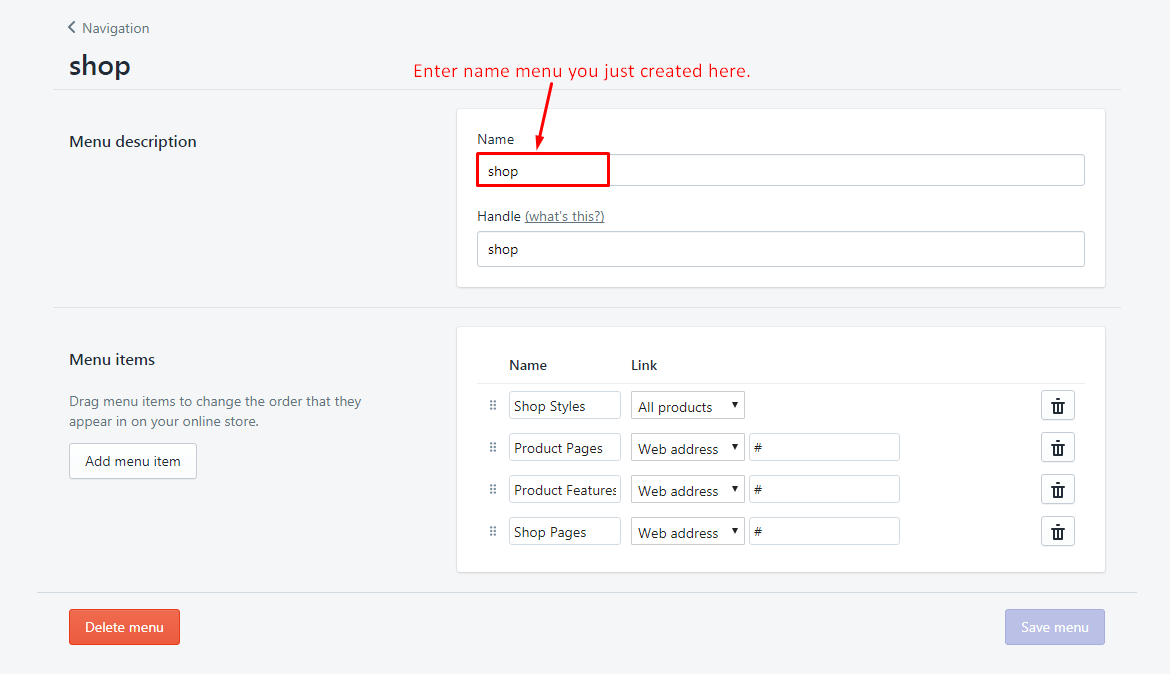 Navigation
shop
Enter name menu you just created here.
Menu description
Name
shop
Handle (what's this?)
shop
Menu items
Drag menu items to change the order that they
appear in on your online store.
Add menu item
Name Link
Shop Styles All products
Product Pages Web address #
Product Features Web address #
Shop Pages Web address #
Delete menu Save menu